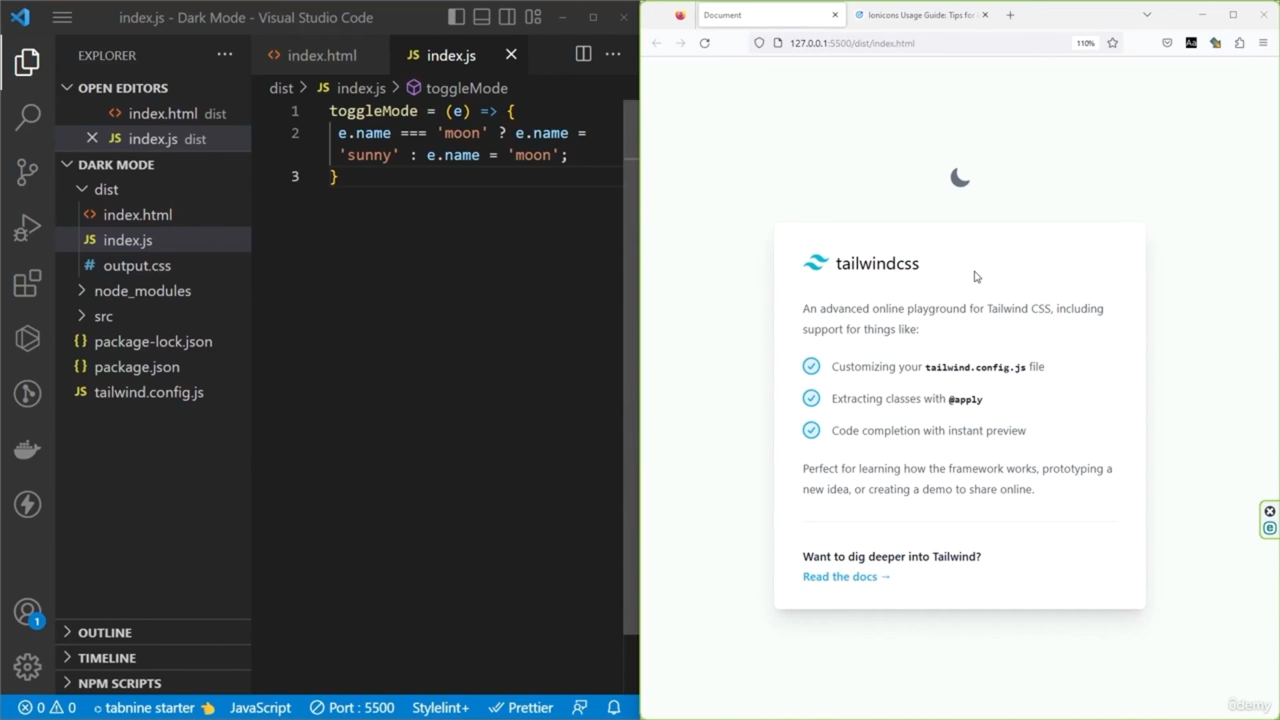 index.js - Dark Mode - Visual Studio Code
EXPLORER
OPEN EDITORS
index.html dist
index.js dist
DARK MODE
dist
index.html
index.js
output.css
node_modules
src
package-lock.json
package.json
tailwind.config.js
OUTLINE
TIMELINE
NPM SCRIPTS
1
index.html
JS index.js
dist > JS index.js > toggleMode
1 toggleMode = (e) => {
2 e.name === 'moon' ? e.name =
'sunny' : e.name = 'moon';
3 }
0 0 tabnine starter JavaScript Port : 5500 Stylelint+ Prettier
Document
Ionicons Usage Guide: Tips for
127.0.0.1:5500/dist/index.html
110%
tailwindcss
An advanced online playground for Tailwind CSS, including
support for things like:
Customizing your tailwind.config.js file
Extracting classes with @apply
Code completion with instant preview
Perfect for learning how the framework works, prototyping a
new idea, or creating a demo to share online.
Want to dig deeper into Tailwind?
Read the docs →
ûdemy